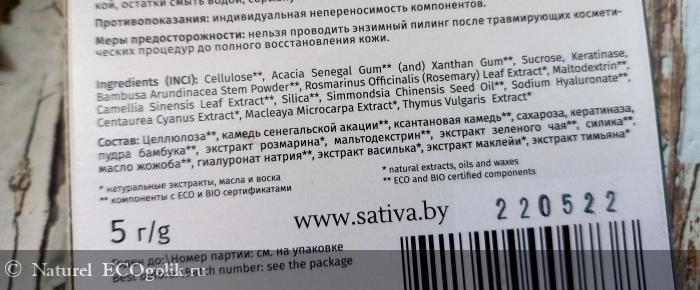 кой, остатки смыть водой,
Противопоказания: индивидуальная непереносимость компонентов.
Меры предосторожности: нельзя проводить энзимный пилинг после травмирующих космети-
ческих процедур до полного восстановления кожи.
Ingredients (INCI): Cellulose**, Acacia Senegal Gum** (and) Xanthan Gum**, Sucrose, Keratinase,
Bambusa Arundinacea Stem Powder**, Rosmarinus Officinalis (Rosemary) Leaf Extract*, Maltodextrin**,
Camellia Sinensis Leaf Extract**, Silica**, Simmondsia Chinensis Seed Oil**, Sodium Hyaluronate**,
Centaurea Cyanus Extract*, Macleaya Microcarpa Extract*, Thymus Vulgaris Extract*
Состав: Целлюлоза**, камедь сенегальской акации**, ксантановая камедь**, сахароза, кератиназа,
пудра бамбука**, экстракт розмарина*, мальтодекстрин**, экстракт зеленого чая**, силика**,
масло жожоба**, гиалуронат натрия**, экстракт василька*, экстракт маклейи*, экстракт тимьяна*
* натуральные экстракты, масла и воска
** компоненты с ECO и BIO сертификатами
* natural extracts, oils and waxes
** ECO and BIO certified components
5 г/g
www.sativa.by
220522
Годен до: \Номер партии: см. на упаковке
Best before: \Batch number: see the package
© Naturel ECOgolik.ru